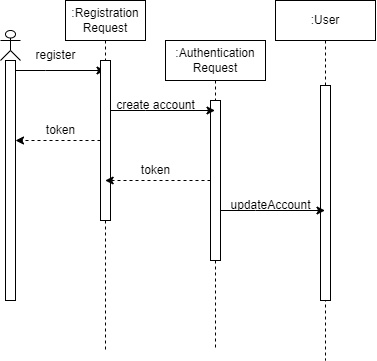 :Registration
Request
:User
:Authentication
Request
register
create account
token
token
updateAccount